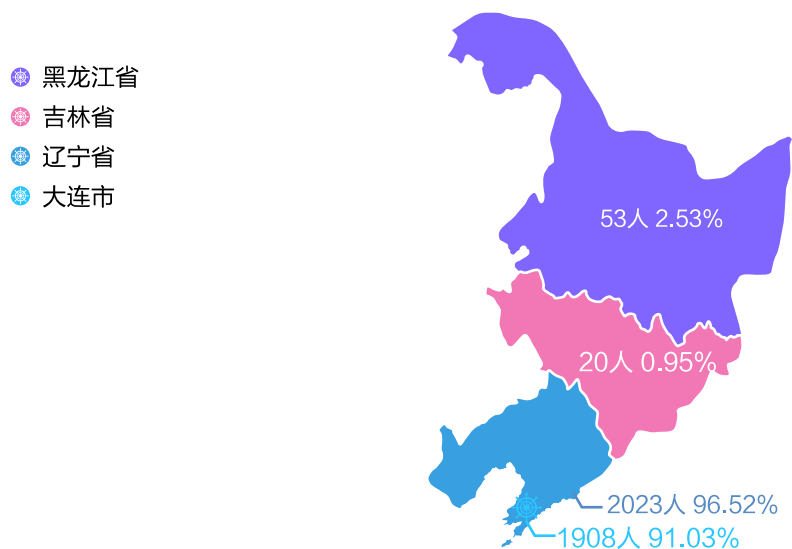 黑龙江省
吉林省
辽宁省
大连市
53人 2.53%
20人 0.95%
2023人 96.52%
1908人 91.03%